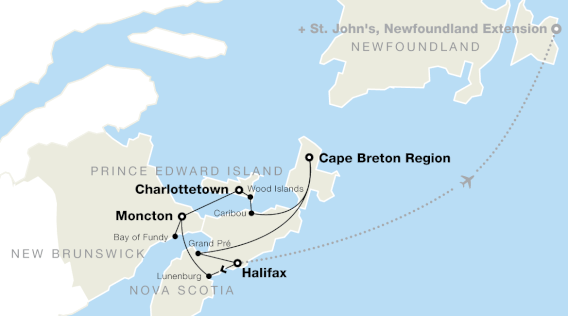 + St. John's, Newfoundland Extension
NEWFOUNDLAND
Cape Breton Region
PRINCE EDWARD ISLAND
Charlottetown
Wood Islands
Moncton
Caribou
Bay of Fundy
Grand Pré
NEW BRUNSWICK
Halifax
Lunenburg
NOVA SCOTIA